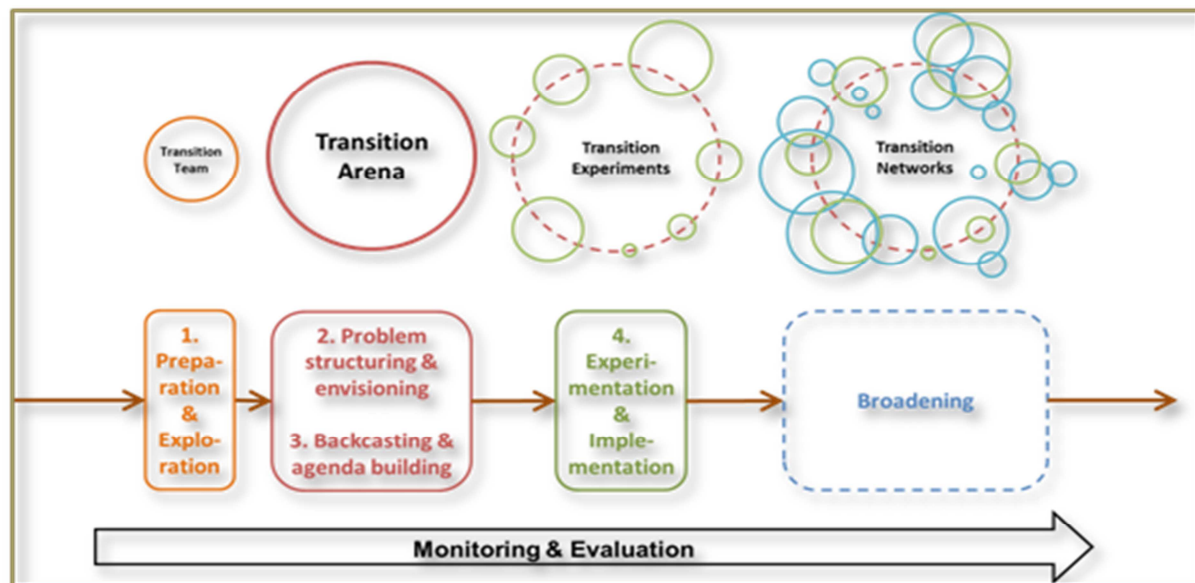 Transition
Team
Transition
Arena
Transition
Experiments
Transition
Networks
1.
Prepa-
ration
&
Explo-
ration
2. Problem
structuring &
envisioning
3. Backcasting &
agenda building
4.
Experi-
mentation
&
Imple-
mentation
Broadening
Monitoring & Evaluation